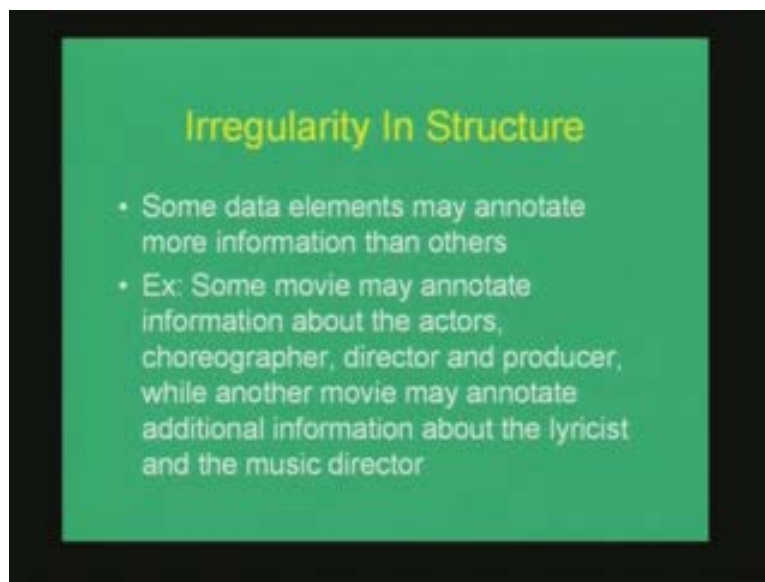 Irregularity In Structure
• Some data elements may annotate
more information than others
• Ex: Some movie may annotate
information about the actors,
choreographer, director and producer,
while another movie may annotate
additional information about the lyricist
and the music director